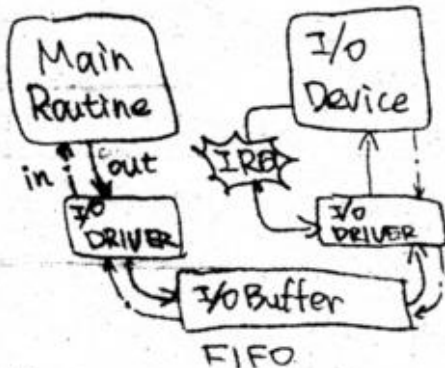 Main
Routine
I/O
Device
in
out
IRQ
I/O
DRIVER
I/O
DRIVER
I/O Buffer
FIFO